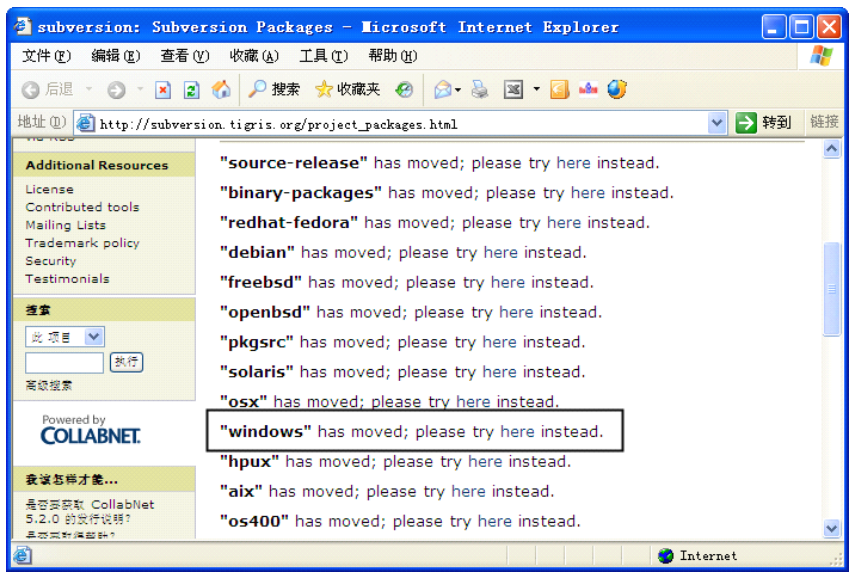 subversion: Subversion Packages - Microsoft Internet Explorer
文件(F) 编辑(E) 查看(V) 收藏(A) 工具(T) 帮助(H)
后退 搜索 收藏夹
地址(D) http://subversion.tigris.org/project_packages.html 转到 链接
Additional Resources
License
Contributed tools
Mailing Lists
Trademark policy
Security
Testimonials
搜索
此 项目
执行
高级搜索
Powered by
COLLABNET.
我该怎样才能...
是否要获取 CollabNet
5.2.0 的发行说明?
"source-release" has moved; please try here instead.
"binary-packages" has moved; please try here instead.
"redhat-fedora" has moved; please try here instead.
"debian" has moved; please try here instead.
"freebsd" has moved; please try here instead.
"openbsd" has moved; please try here instead.
"pkgsrc" has moved; please try here instead.
"solaris" has moved; please try here instead.
"osx" has moved; please try here instead.
"windows" has moved; please try here instead.
"hpux" has moved; please try here instead.
"aix" has moved; please try here instead.
"os400" has moved; please try here instead.
Internet